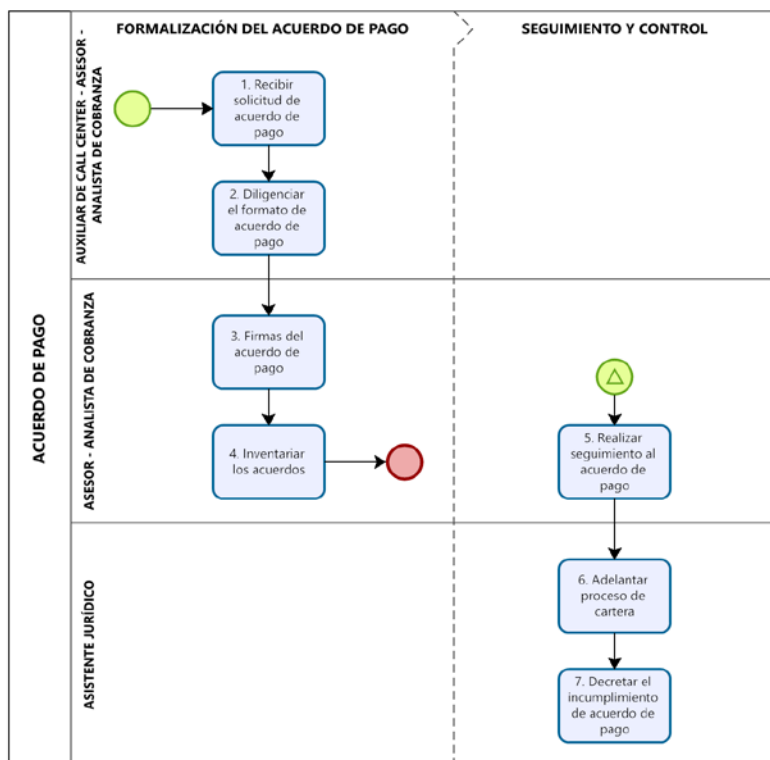 FORMALIZACIÓN DEL ACUERDO DE PAGO
SEGUIMIENTO Y CONTROL
ACUERDO DE PAGO
AUXILIAR DE CALL CENTER - ASESOR -
ANALISTA DE COBRANZA
1. Recibir
solicitud de
acuerdo de
pago
2. Diligenciar
el formato de
acuerdo de
pago
ASESOR - ANALISTA DE COBRANZA
3. Firmas del
acuerdo de
pago
4. Inventariar
los acuerdos
5. Realizar
seguimiento al
acuerdo de
pago
ASISTENTE JURÍDICO
6. Adelantar
proceso de
cartera
7. Decretar el
incumplimiento
de acuerdo de
pago